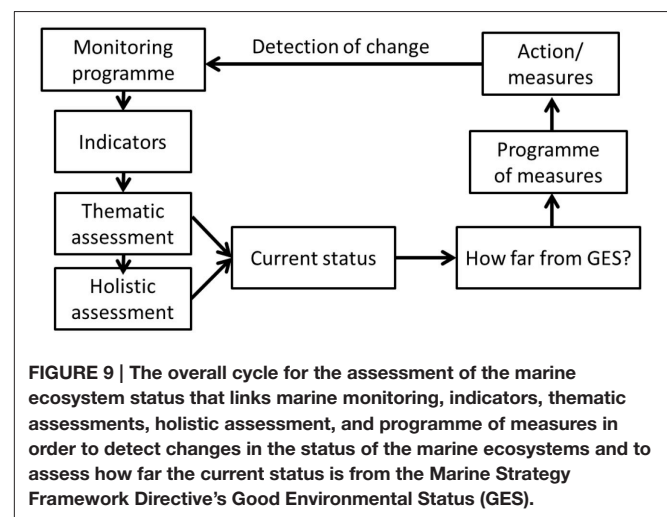 Monitoring
programme
Detection of change
Action/
measures
Indicators
Programme
of measures
Thematic
assessment
Current status
How far from GES?
Holistic
assessment
FIGURE 9 | The overall cycle for the assessment of the marine
ecosystem status that links marine monitoring, indicators, thematic
assessments, holistic assessment, and programme of measures in
order to detect changes in the status of the marine ecosystems and to
assess how far the current status is from the Marine Strategy
Framework Directive's Good Environmental Status (GES).